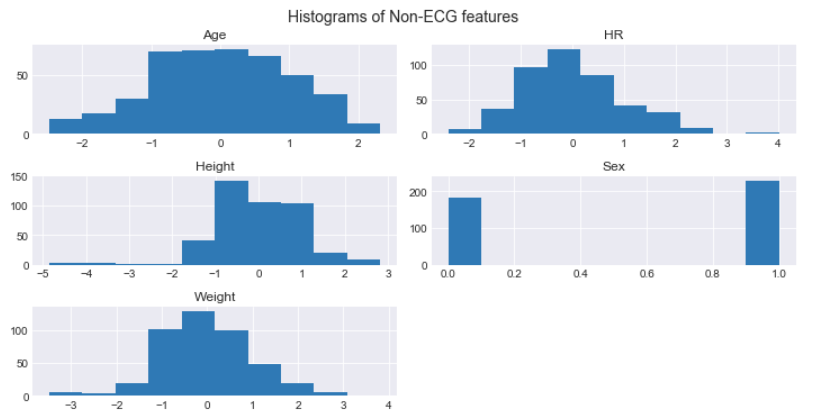 Histograms of Non-ECG features
Age
HR
50
0
−2 −1 0 1 2
100
50
0
−2 −1 0 1 2 3 4
Height
Sex
150
100
50
0
−5 −4 −3 −2 −1 0 1 2 3
200
100
0
0.0 0.2 0.4 0.6 0.8 1.0
Weight
100
50
0
−3 −2 −1 0 1 2 3 4